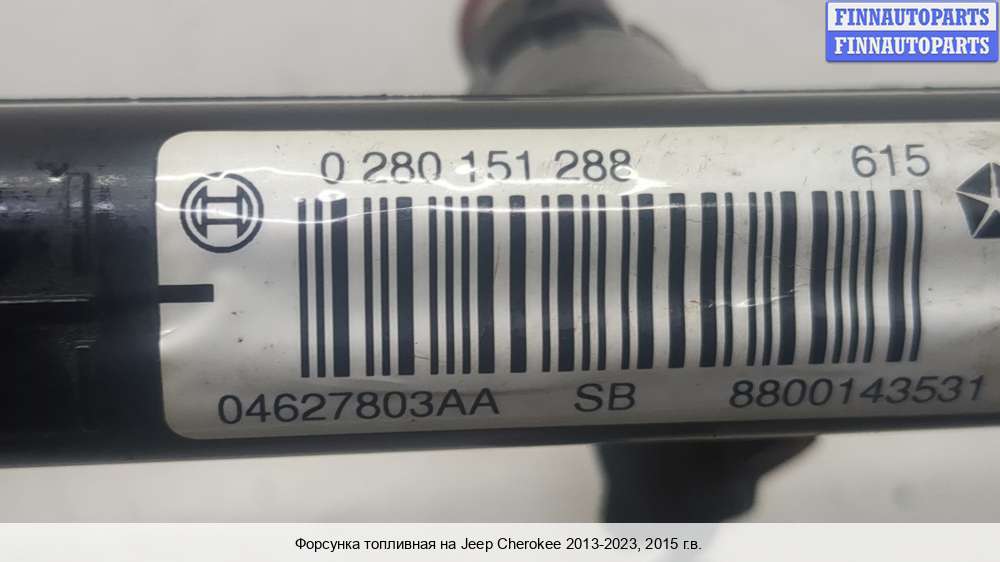 FINNAUTOPARTS
FINNAUTOPARTS
0 280 151 288 615
04627803AA SB 8800143531
Форсунка топливная на Jeep Cherokee 2013-2023, 2015 г.в.